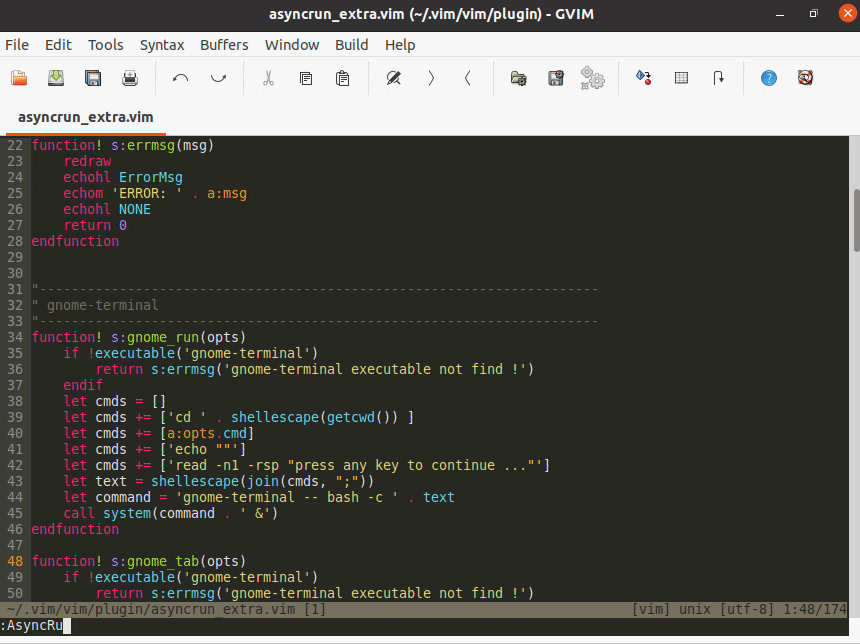 asyncrun_extra.vim (~/.vim/vim/plugin) - GVIM
File Edit Tools Syntax Buffers Window Build Help
asyncrun_extra.vim
22 function! s:errmsg(msg)
23     redraw
24     echohl ErrorMsg
25     echom 'ERROR: ' . a:msg
26     echohl NONE
27     return 0
28 endfunction
29
30
31 "----------------------------------------------------------------------
32 " gnome-terminal
33 "----------------------------------------------------------------------
34 function! s:gnome_run(opts)
35     if !executable('gnome-terminal')
36         return s:errmsg('gnome-terminal executable not find !')
37     endif
38     let cmds = []
39     let cmds += ['cd ' . shellescape(getcwd()) ]
40     let cmds += [a:opts.cmd]
41     let cmds += ['echo ""']
42     let cmds += ['read -n1 -rsp "press any key to continue ..."']
43     let text = shellescape(join(cmds, ";"))
44     let command = 'gnome-terminal -- bash -c ' . text
45     call system(command . ' &')
46 endfunction
47
48 function! s:gnome_tab(opts)
49     if !executable('gnome-terminal')
50         return s:errmsg('gnome-terminal executable not find !')
~/.vim/vim/plugin/asyncrun_extra.vim [1] [vim] unix [utf-8] 1:48/174
:AsyncRu